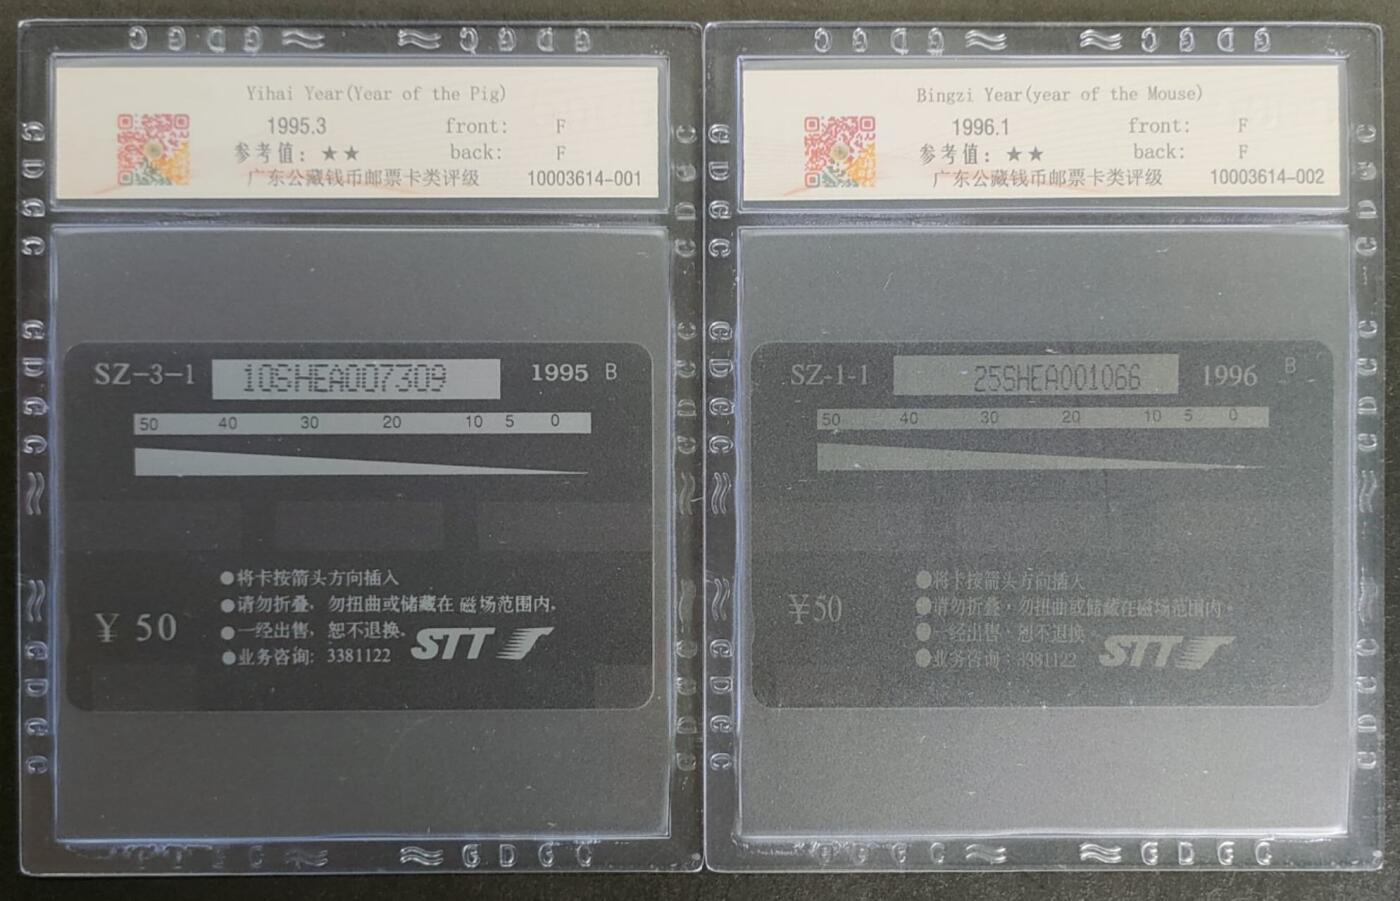 Yihai Year(Year of the Pig)
1995.3 front: F
参考值：★★ back: F
广东公藏钱币邮票卡类评级 10003614-001
SZ-3-1 10SHEA007309 1995 B
50 40 30 20 10 5 0
●将卡按箭头方向插入
●请勿折叠，勿扭曲或储藏在 磁场范围内。
●一经出售，恕不退换。
●业务咨询: 3381122
¥ 50
STT
Bingzi Year(year of the Mouse)
1996.1 front: F
参考值：★★ back: F
广东公藏钱币邮票卡类评级 10003614-002
SZ-1-1 25SHEA001066 1996 B
50 40 30 20 10 5 0
●将卡按箭头方向插入
●请勿折叠，勿扭曲或储藏在磁场范围内。
●一经出售，恕不退换。
●业务咨询：3381122
¥50
STT
GDGC
GDGC
GDGC
GDGC